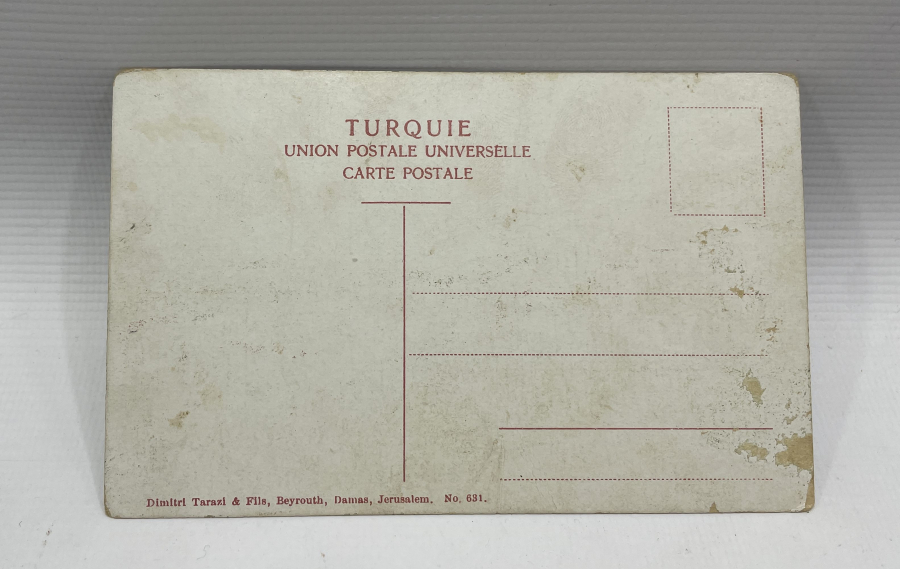 TURQUIE
UNION POSTALE UNIVERSELLE
CARTE POSTALE
Dimitri Tarazi & Fils, Beyrouth, Damas, Jerusalem. No. 631.